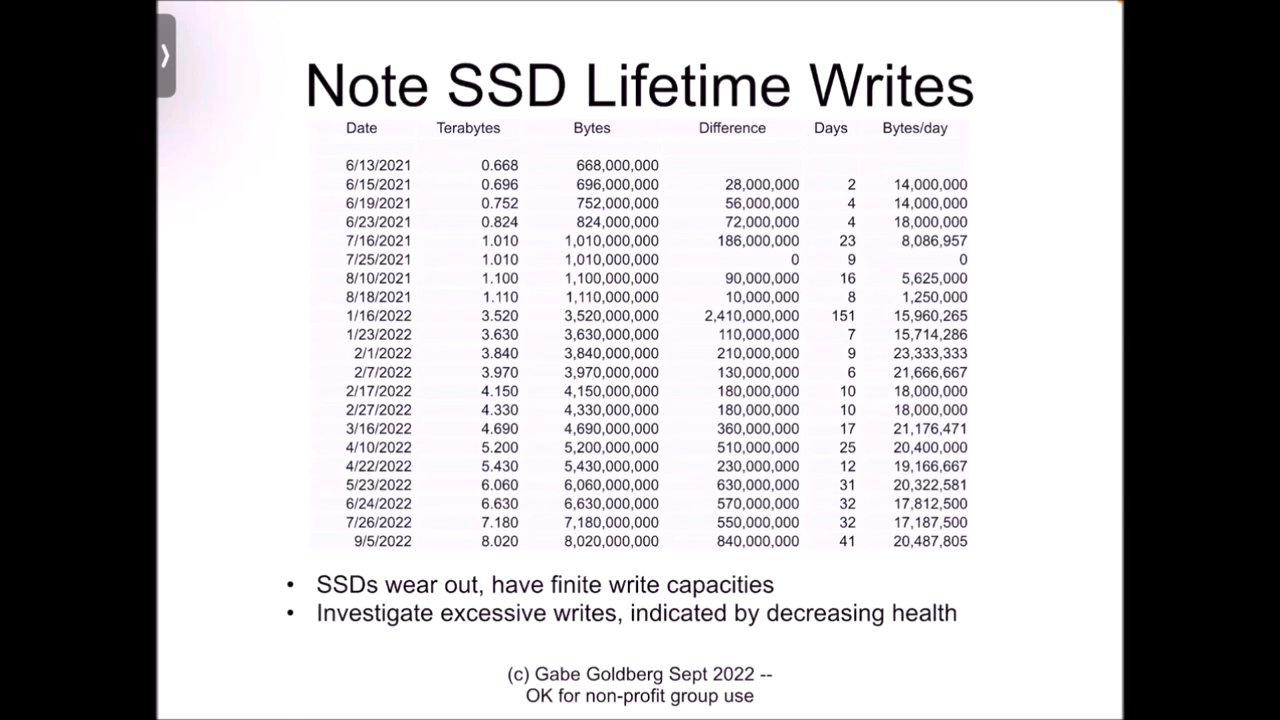 Note SSD Lifetime Writes
Date Terabytes Bytes Difference Days Bytes/day
6/13/2021 0.668 668,000,000
6/15/2021 0.696 696,000,000 28,000,000 2 14,000,000
6/19/2021 0.752 752,000,000 56,000,000 4 14,000,000
6/23/2021 0.824 824,000,000 72,000,000 4 18,000,000
7/16/2021 1.010 1,010,000,000 186,000,000 23 8,086,957
7/25/2021 1.010 1,010,000,000 0 9 0
8/10/2021 1.100 1,100,000,000 90,000,000 16 5,625,000
8/18/2021 1.110 1,110,000,000 10,000,000 8 1,250,000
1/16/2022 3.520 3,520,000,000 2,410,000,000 151 15,960,265
1/23/2022 3.630 3,630,000,000 110,000,000 7 15,714,286
2/1/2022 3.840 3,840,000,000 210,000,000 9 23,333,333
2/7/2022 3.970 3,970,000,000 130,000,000 6 21,666,667
2/17/2022 4.150 4,150,000,000 180,000,000 10 18,000,000
2/27/2022 4.330 4,330,000,000 180,000,000 10 18,000,000
3/16/2022 4.690 4,690,000,000 360,000,000 17 21,176,471
4/10/2022 5.200 5,200,000,000 510,000,000 25 20,400,000
4/22/2022 5.430 5,430,000,000 230,000,000 12 19,166,667
5/23/2022 6.060 6,060,000,000 630,000,000 31 20,322,581
6/24/2022 6.630 6,630,000,000 570,000,000 32 17,812,500
7/26/2022 7.180 7,180,000,000 550,000,000 32 17,187,500
9/5/2022 8.020 8,020,000,000 840,000,000 41 20,487,805
• SSDs wear out, have finite write capacities
• Investigate excessive writes, indicated by decreasing health
(c) Gabe Goldberg Sept 2022 --
OK for non-profit group use